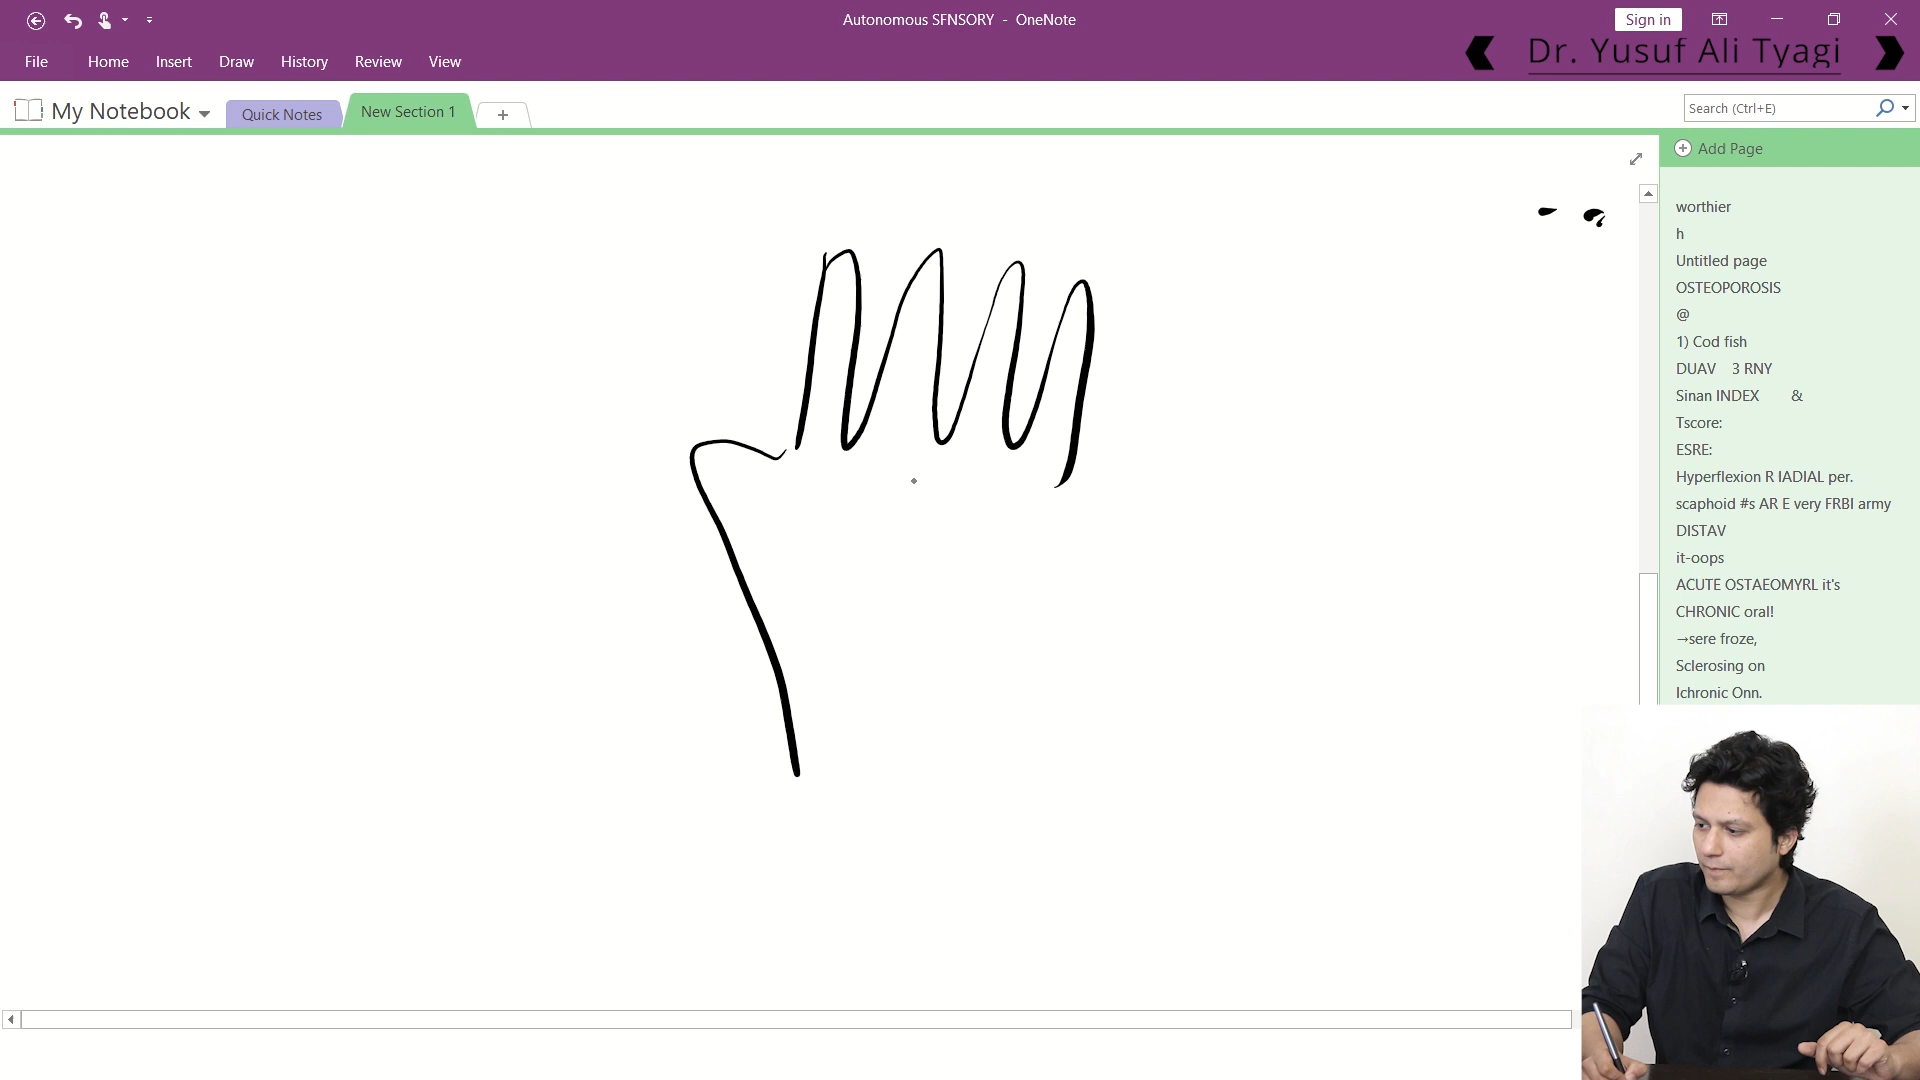 Autonomous SFNSORY - OneNote
Sign in
File Home Insert Draw History Review View
Dr. Yusuf Ali Tyagi
My Notebook
Quick Notes
New Section 1
Search (Ctrl+E)
Add Page
worthier
h
Untitled page
OSTEOPOROSIS
@
1) Cod fish
DUAV 3 RNY
Sinan INDEX &
Tscore:
ESRE:
Hyperflexion R IADIAL per.
scaphoid #s AR E very FRBI army
DISTAV
it-oops
ACUTE OSTAEOMYRL it's
CHRONIC oral!
→sere froze,
Sclerosing on
Ichronic Onn.